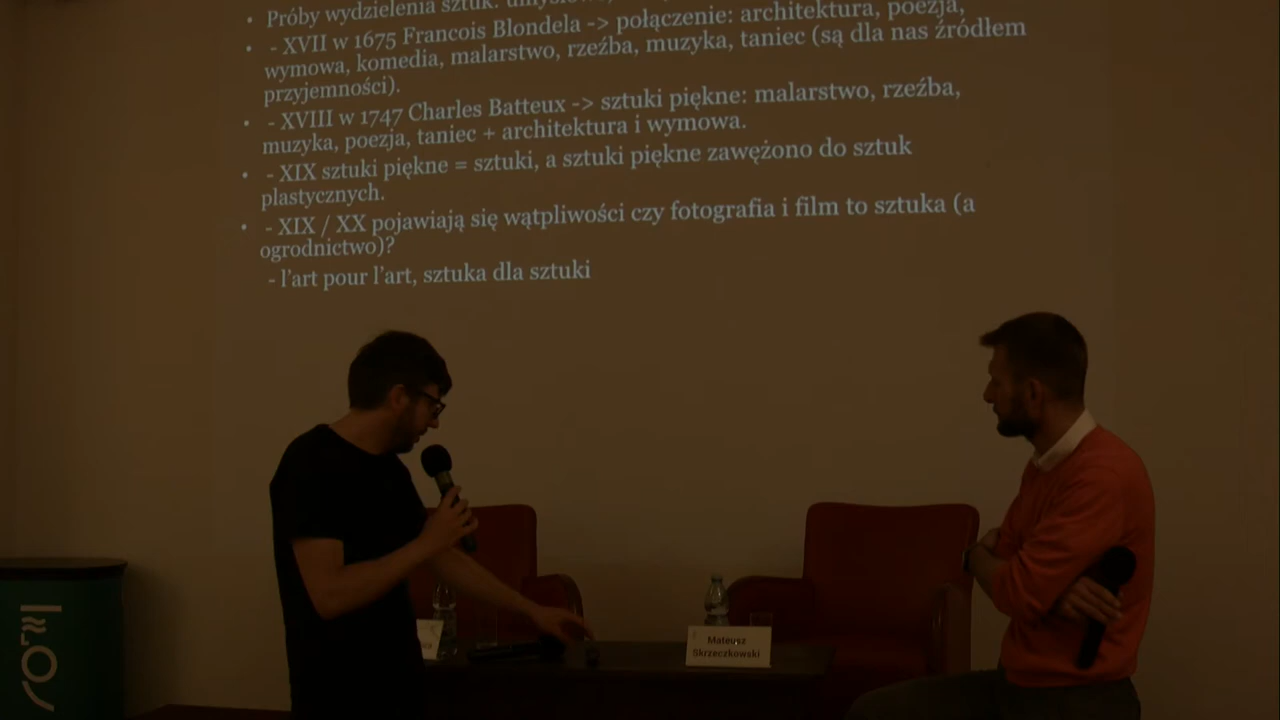 • Próby wydzielenia sztuk: umysłowe,
• - XVII w 1675 Francois Blondela -> połączenie: architektura, poezja,
wymowa, komedia, malarstwo, rzeźba, muzyka, taniec (są dla nas źródłem
przyjemności).
• - XVIII w 1747 Charles Batteux -> sztuki piękne: malarstwo, rzeźba,
muzyka, poezja, taniec + architektura i wymowa.
• - XIX sztuki piękne = sztuki, a sztuki piękne zawężono do sztuk
plastycznych.
• - XIX / XX pojawiają się wątpliwości czy fotografia i film to sztuka (a
ogrodnictwo)?
- l’art pour l’art, sztuka dla sztuki
Mateusz
Skrzeczkowski